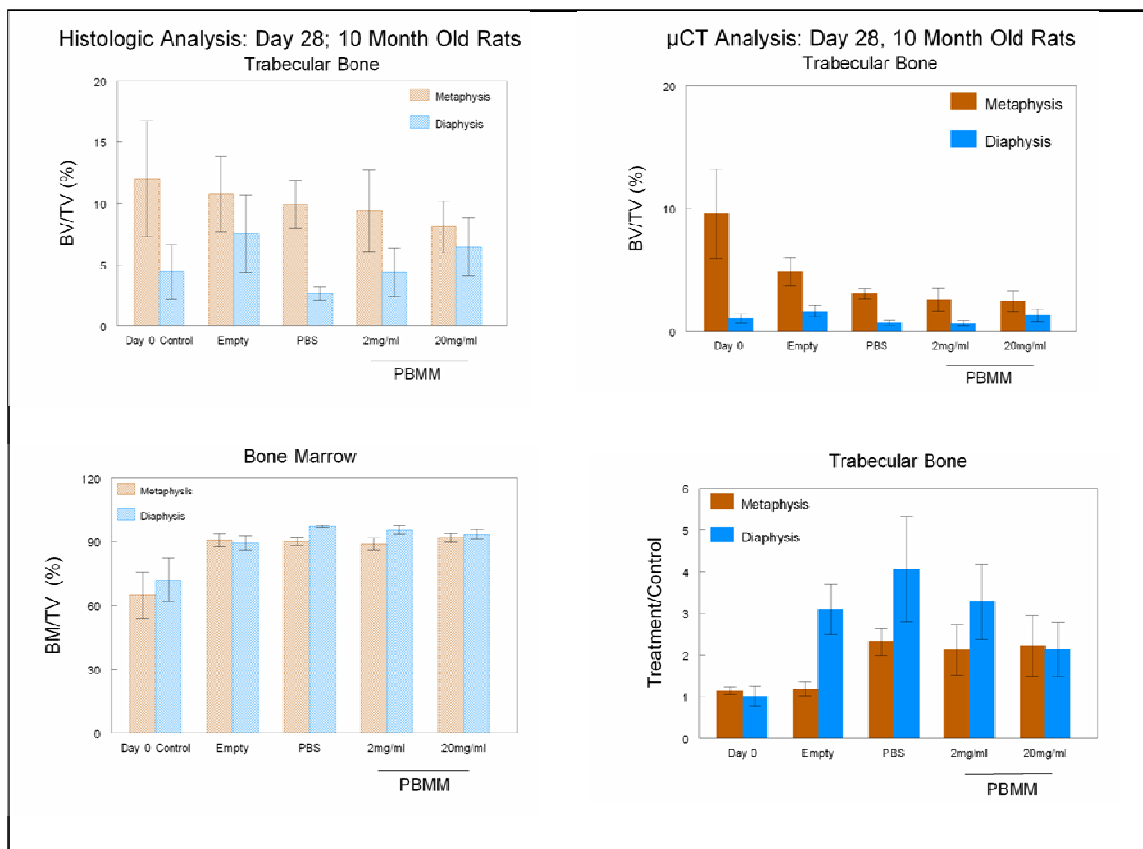 Histologic Analysis: Day 28; 10 Month Old Rats
Trabecular Bone
20
15
10
5
0
BV/TV (%)
Metaphysis
Diaphysis
Day 0 Control
Empty
PBS
2mg/ml
20mg/ml
PBMM
µCT Analysis: Day 28, 10 Month Old Rats
Trabecular Bone
20
10
0
BV/TV (%)
Metaphysis
Diaphysis
Day 0
Empty
PBS
2mg/ml
20mg/ml
PBMM
Bone Marrow
120
90
60
30
0
BM/TV (%)
Metaphysis
Diaphysis
Day 0 Control
Empty
PBS
2mg/ml
20mg/ml
PBMM
Trabecular Bone
6
5
4
3
2
1
0
Treatment/Control
Metaphysis
Diaphysis
Day 0
Empty
PBS
2mg/ml
20mg/ml
PBMM